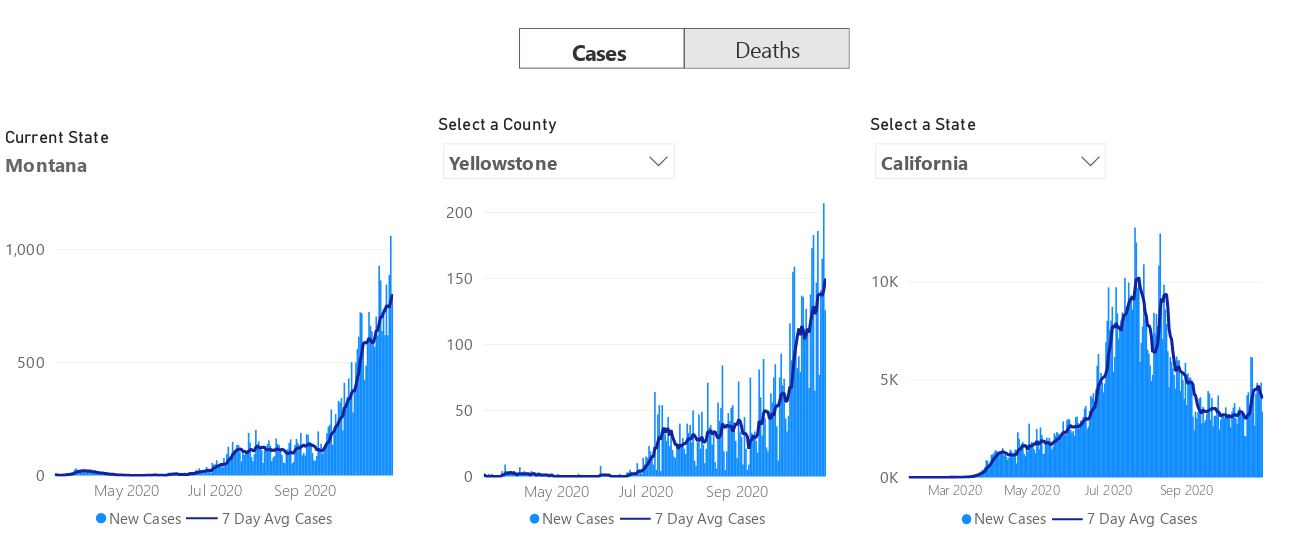 Cases Deaths
Current State
Montana
1,000
500
0
May 2020 Jul 2020 Sep 2020
New Cases 7 Day Avg Cases
Select a County
Yellowstone
200
150
100
50
0
May 2020 Jul 2020 Sep 2020
New Cases 7 Day Avg Cases
Select a State
California
10K
5K
0K
Mar 2020 May 2020 Jul 2020 Sep 2020
New Cases 7 Day Avg Cases